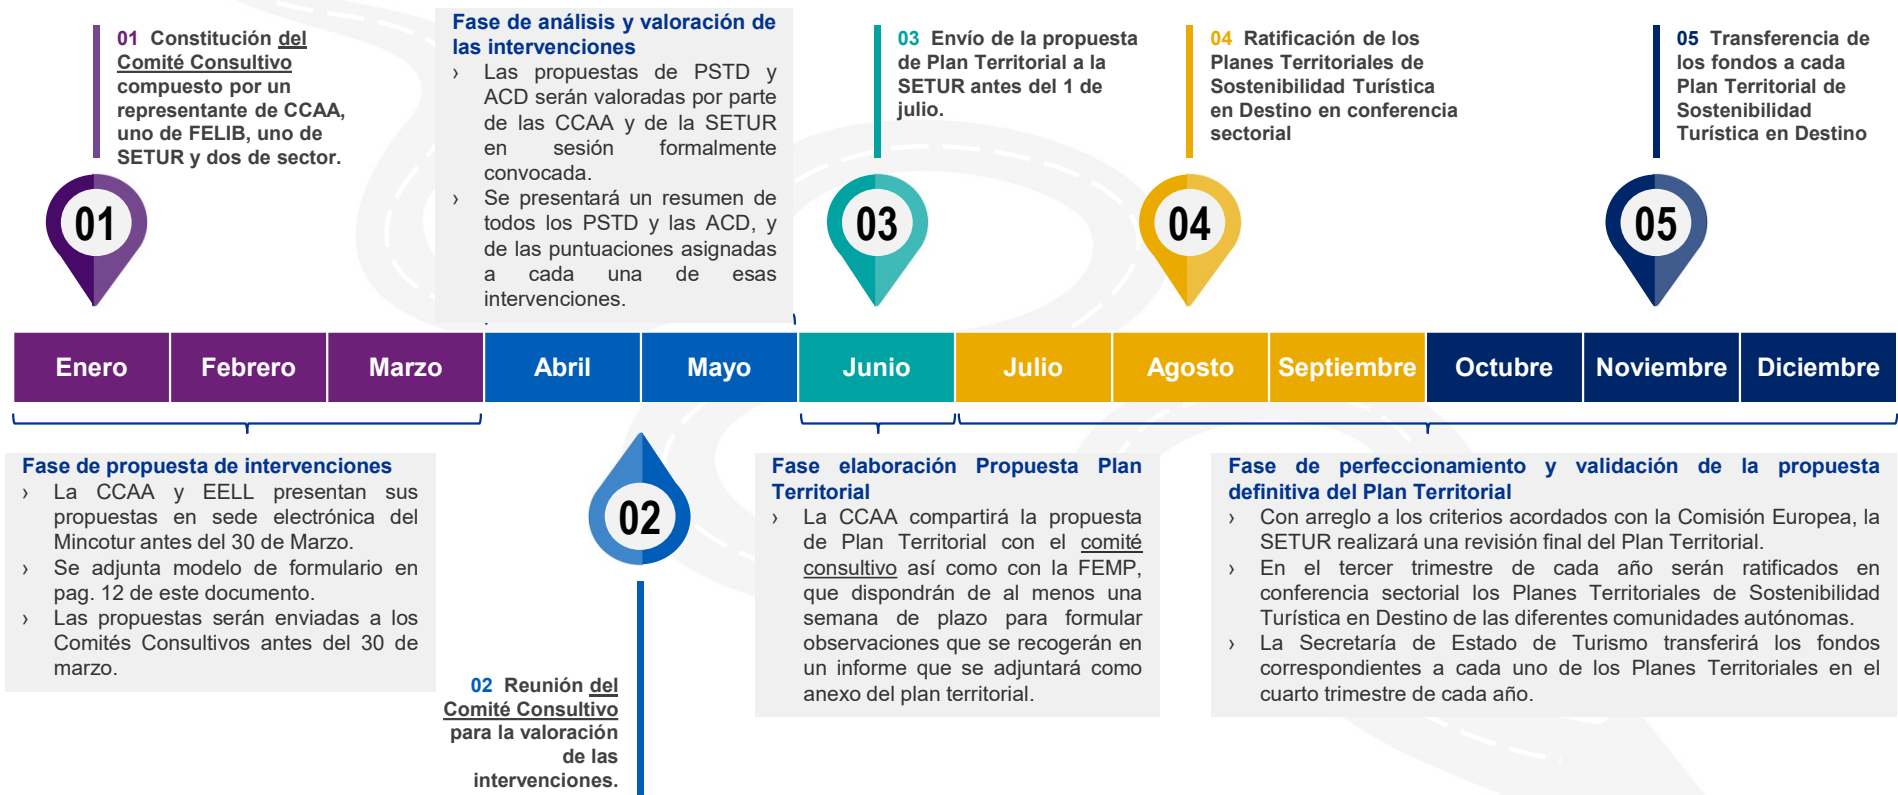 01 Constitución del
Comité Consultivo
compuesto por un
representante de CCAA,
uno de FELIB, uno de
SETUR y dos de sector.
01
Fase de análisis y valoración de
las intervenciones
› Las propuestas de PSTD y
ACD serán valoradas por parte
de las CCAA y de la SETUR
en sesión formalmente
convocada.
› Se presentará un resumen de
todos los PSTD y las ACD, y
de las puntuaciones asignadas
a cada una de esas
intervenciones.
03 Envío de la propuesta
de Plan Territorial a la
SETUR antes del 1 de
julio.
03
04 Ratificación de los
Planes Territoriales de
Sostenibilidad Turística
en Destino en conferencia
sectorial
04
05 Transferencia de
los fondos a cada
Plan Territorial de
Sostenibilidad
Turística en Destino
05
Enero Febrero Marzo Abril Mayo Junio Julio Agosto Septiembre Octubre Noviembre Diciembre
Fase de propuesta de intervenciones
› La CCAA y EELL presentan sus
propuestas en sede electrónica del
Mincotur antes del 30 de Marzo.
› Se adjunta modelo de formulario en
pag. 12 de este documento.
› Las propuestas serán enviadas a los
Comités Consultivos antes del 30 de
marzo.
02
02 Reunión del
Comité Consultivo
para la valoración
de las
intervenciones.
Fase elaboración Propuesta Plan
Territorial
› La CCAA compartirá la propuesta
de Plan Territorial con el comité
consultivo así como con la FEMP,
que dispondrán de al menos una
semana de plazo para formular
observaciones que se recogerán en
un informe que se adjuntará como
anexo del plan territorial.
Fase de perfeccionamiento y validación de la propuesta
definitiva del Plan Territorial
› Con arreglo a los criterios acordados con la Comisión Europea, la
SETUR realizará una revisión final del Plan Territorial.
› En el tercer trimestre de cada año serán ratificados en
conferencia sectorial los Planes Territoriales de Sostenibilidad
Turística en Destino de las diferentes comunidades autónomas.
› La Secretaría de Estado de Turismo transferirá los fondos
correspondientes a cada uno de los Planes Territoriales en el
cuarto trimestre de cada año.